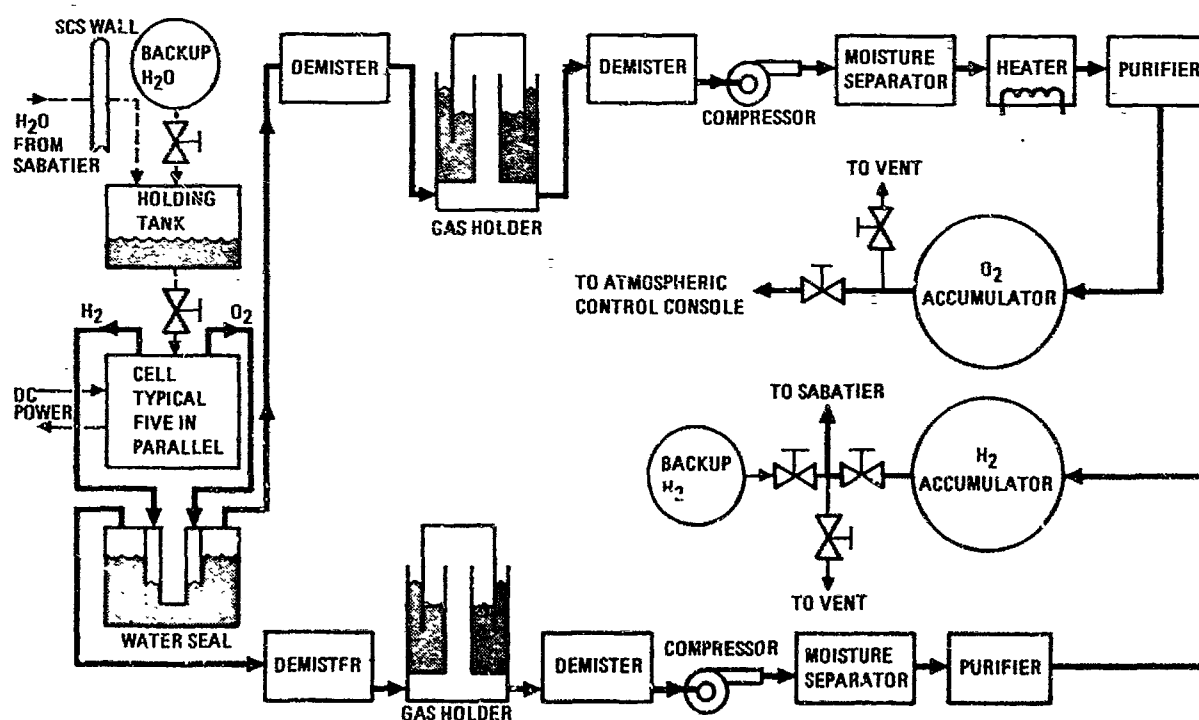 SCS WALL
BACKUP
H2O
H2O
FROM
SABATIER
HOLDING
TANK
H2
O2
DC
POWER
CELL
TYPICAL
FIVE IN
PARALLEL
WATER SEAL
DEMISTER
GAS HOLDER
DEMISTER
COMPRESSOR
MOISTURE
SEPARATOR
HEATER
PURIFIER
TO VENT
TO ATMOSPHERIC
CONTROL CONSOLE
O2
ACCUMULATOR
TO SABATIER
BACKUP
H2
H2
ACCUMULATOR
TO VENT
DEMISTER
GAS HOLDER
DEMISTER
COMPRESSOR
MOISTURE
SEPARATOR
PURIFIER